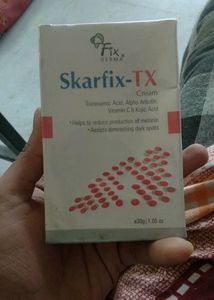 Fix
DERMA
Skarfix-TX
Cream
Tranexamic Acid, Alpha Arbutin,
Vitamin C & Kojic Acid
• Helps to reduce production of melanin
• Assists diminishing dark spots
e30g | 1.05 oz